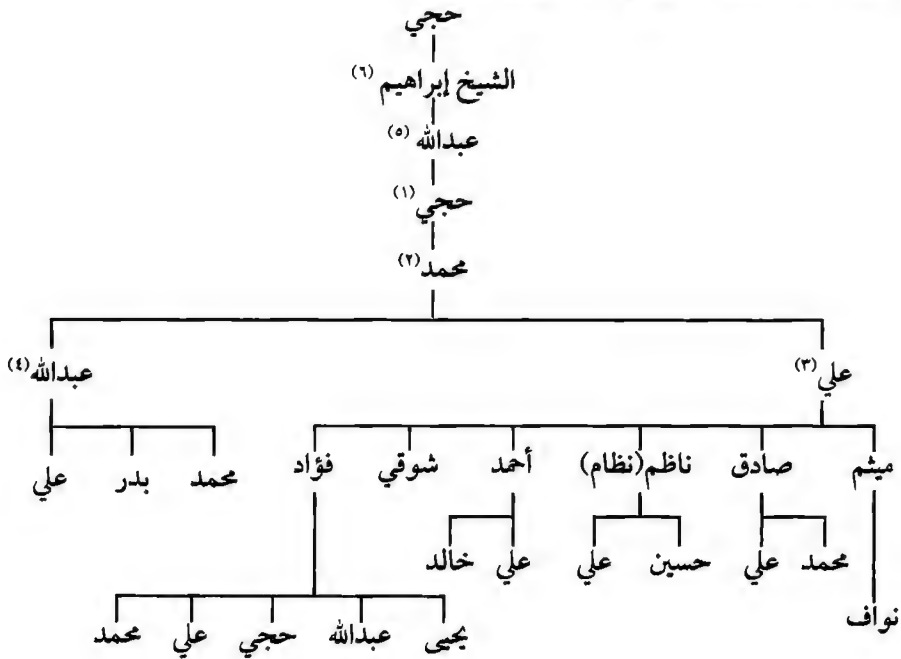 حجي
الشيخ إبراهيم (٦)
عبدالله (٥)
حجي (١)
محمد (٢)
علي (٣) عبدالله (٤)
ميثم صادق ناظم (نظام) أحمد شوقي فؤاد محمد بدر علي
محمد علي حسين علي علي خالد
نواف
يحيى عبدالله حجي علي محمد